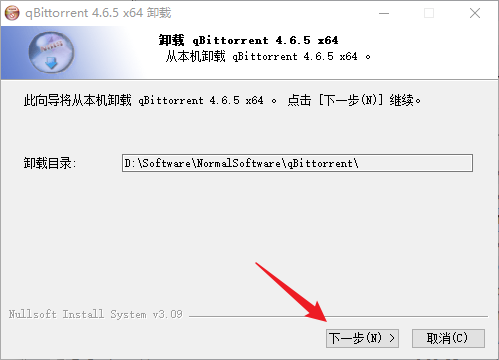 qBittorrent 4.6.5 x64 卸载
卸载 qBittorrent 4.6.5 x64
从本机卸载 qBittorrent 4.6.5 x64 。
此向导将从本机卸载 qBittorrent 4.6.5 x64 。 点击 [下一步(N)] 继续。
卸载目录: D:\Software\NormalSoftware\qBittorrent\
Nullsoft Install System v3.09
下一步(N) > 取消(C)